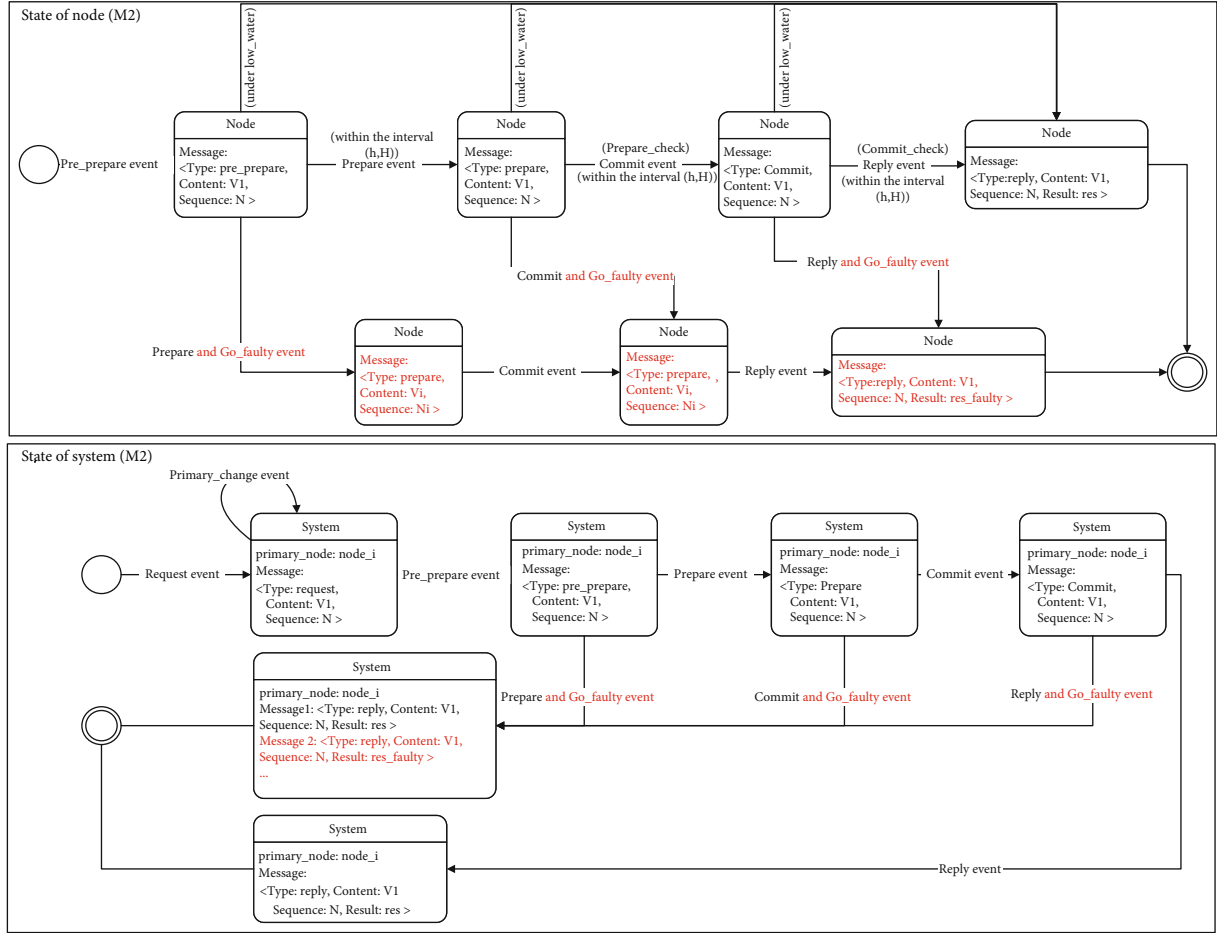 State of node (M2)
(under low_water)
(under low_water)
(under low_water)
Pre_prepare event
Node
Message:
<Type: pre_prepare,
Content: V1,
Sequence: N >
(within the interval
(h,H))
Prepare event
Node
Message:
<Type: prepare,
Content: V1,
Sequence: N >
(Prepare_check)
Commit event
(within the interval (h,H))
Node
Message:
<Type: Commit,
Content: V1,
Sequence: N >
(Commit_check)
Reply event
(within the interval
(h,H))
Node
Message:
<Type:reply, Content: V1,
Sequence: N, Result: res >
Commit and Go_faulty event
Reply and Go_faulty event
Prepare and Go_faulty event
Node
Message:
<Type: prepare,
Content: Vi,
Sequence: Ni >
Commit event
Node
Message:
<Type: prepare, ,
Content: Vi,
Sequence: Ni >
Reply event
Node
Message:
<Type:reply, Content: V1,
Sequence: N, Result: res_faulty >
State of system (M2)
Primary_change event
Request event
System
primary_node: node_i
Message:
<Type: request,
Content: V1,
Sequence: N >
Pre_prepare event
System
primary_node: node_i
Message:
<Type: pre_prepare,
Content: V1,
Sequence: N >
Prepare event
System
primary_node: node_i
Message:
<Type: Prepare
Content: V1,
Sequence: N >
Commit event
System
primary_node: node_i
Message:
<Type: Commit,
Content: V1,
Sequence: N >
Prepare and Go_faulty event
Commit and Go_faulty event
Reply and Go_faulty event
System
primary_node: node_i
Message1: <Type: reply, Content: V1,
Sequence: N, Result: res >
Message 2: <Type: reply, Content: V1,
Sequence: N, Result: res_faulty >
...
System
primary_node: node_i
Message:
<Type: reply, Content: V1
Sequence: N, Result: res >
Reply event